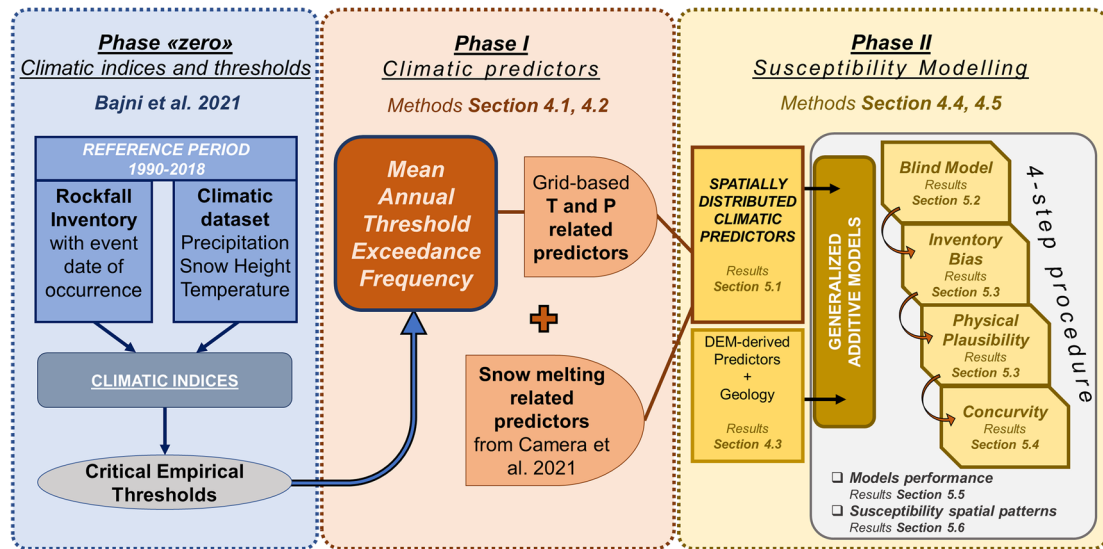 Phase «zero»
Climatic indices and thresholds
Bajni et al. 2021
REFERENCE PERIOD
1990-2018
Rockfall
Inventory
with event
date of
occurrence
Climatic
dataset
Precipitation
Snow Height
Temperature
CLIMATIC INDICES
Critical Empirical
Thresholds
Phase I
Climatic predictors
Methods Section 4.1, 4.2
Mean
Annual
Threshold
Exceedance
Frequency
Grid-based
T and P
related
predictors
Snow melting
related
predictors
from Camera
et al. 2021
Phase II
Susceptibility Modelling
Methods Section 4.4, 4.5
SPATIALLY
DISTRIBUTED
CLIMATIC
PREDICTORS
Results
Section 5.1
DEM-derived
Predictors
+
Geology
Results
Section 4.3
GENERALIZED
ADDITIVE MODELS
Blind Model
Results
Section 5.2
Inventory
Bias
Results
Section 5.3
Physical
Plausibility
Results
Section 5.3
Concurvity
Results
Section 5.4
4-step procedure
❑ Models performance
Results Section 5.5
❑ Susceptibility spatial patterns
Results Section 5.6